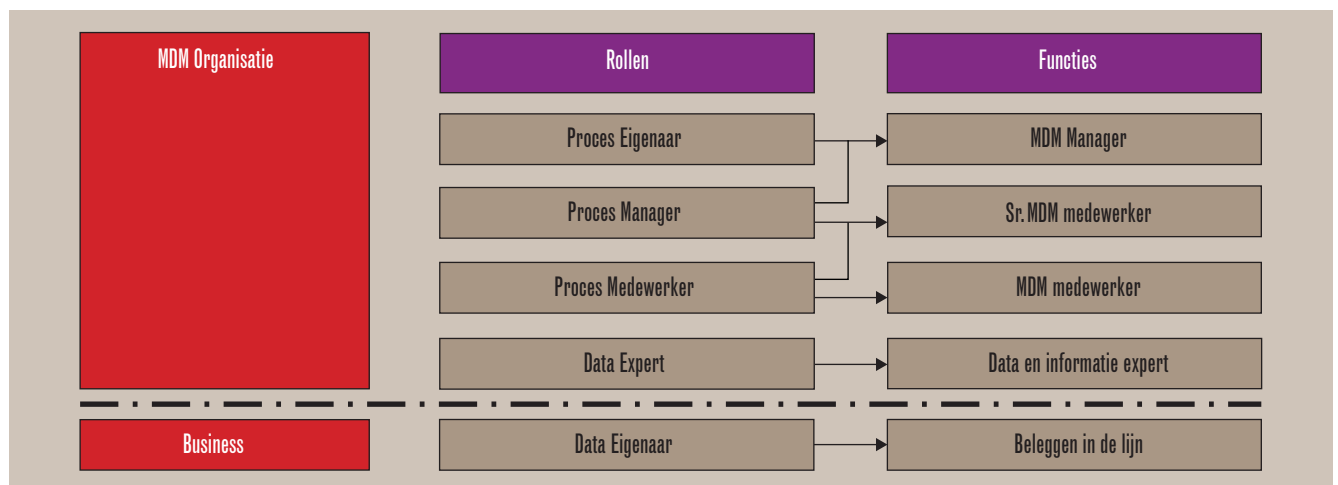 MDM Organisatie
Rollen
Functies
Proces Eigenaar
MDM Manager
Proces Manager
Sr. MDM medewerker
Proces Medewerker
MDM medewerker
Data Expert
Data en informatie expert
Business
Data Eigenaar
Beleggen in de lijn